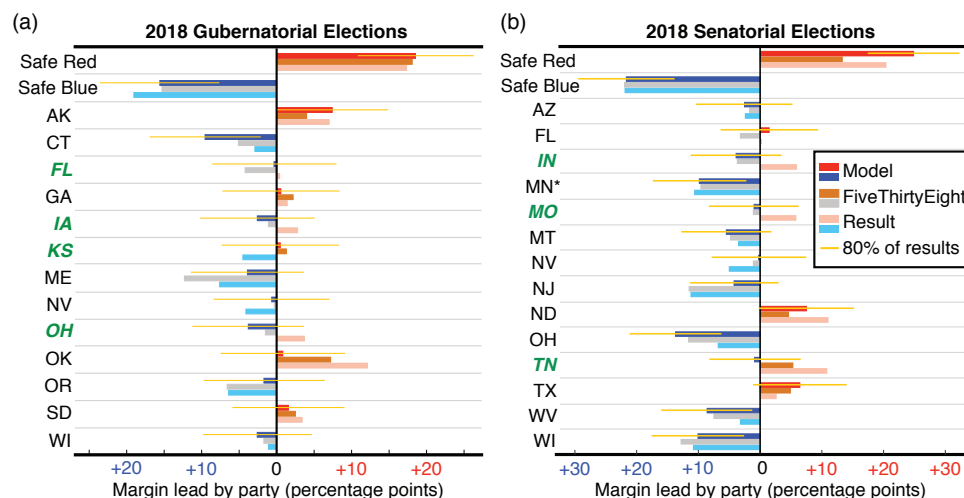 (a)
2018 Gubernatorial Elections
Safe Red
Safe Blue
AK
CT
FL
GA
IA
KS
ME
NV
OH
OK
OR
SD
WI
+20
+10
0
+10
+20
Margin lead by party (percentage points)
(b)
2018 Senatorial Elections
Safe Red
Safe Blue
AZ
FL
IN
MN*
MO
MT
NV
NJ
ND
OH
TN
TX
WV
WI
Model
FiveThirtyEight
Result
80% of results
+30
+20
+10
0
+10
+20
+30
Margin lead by party (percentage points)